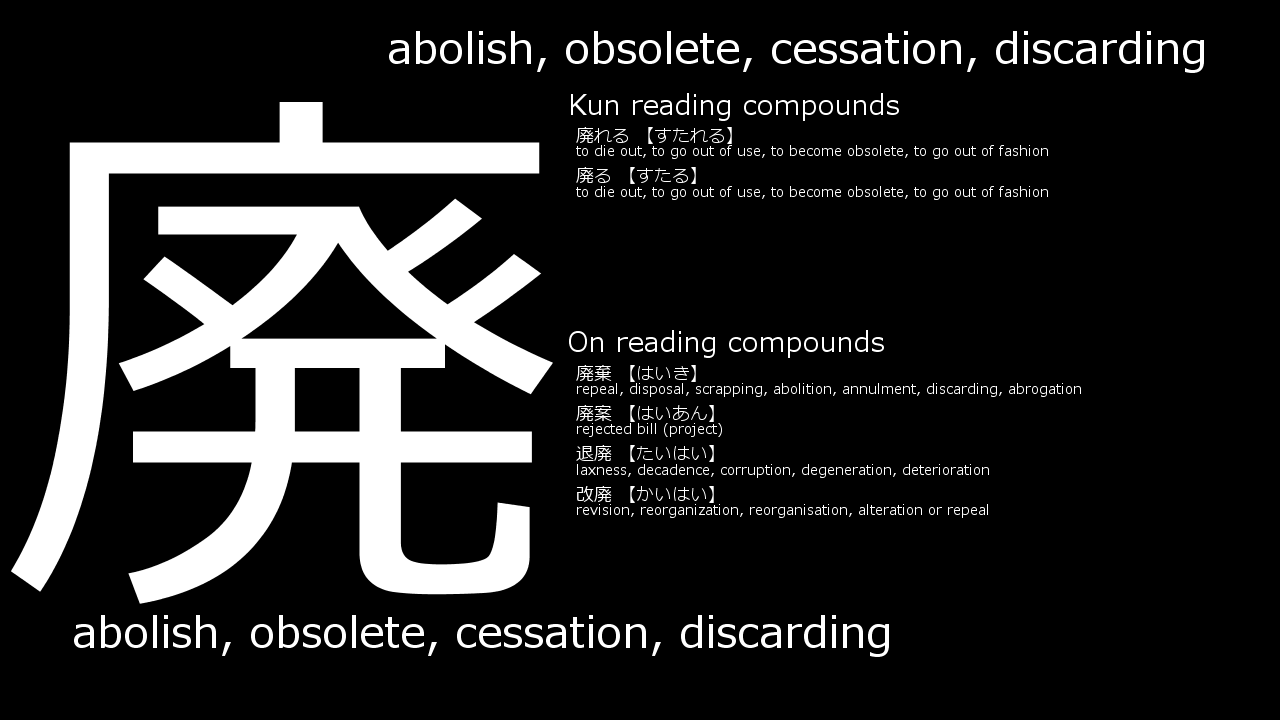 abolish, obsolete, cessation, discarding
廃
Kun reading compounds
廃れる 【すたれる】
to die out, to go out of use, to become obsolete, to go out of fashion
廃る 【すたる】
to die out, to go out of use, to become obsolete, to go out of fashion
On reading compounds
廃棄 【はいき】
repeal, disposal, scrapping, abolition, annulment, discarding, abrogation
廃案 【はいあん】
rejected bill (project)
退廃 【たいはい】
laxness, decadence, corruption, degeneration, deterioration
改廃 【かいはい】
revision, reorganization, reorganisation, alteration or repeal
abolish, obsolete, cessation, discarding